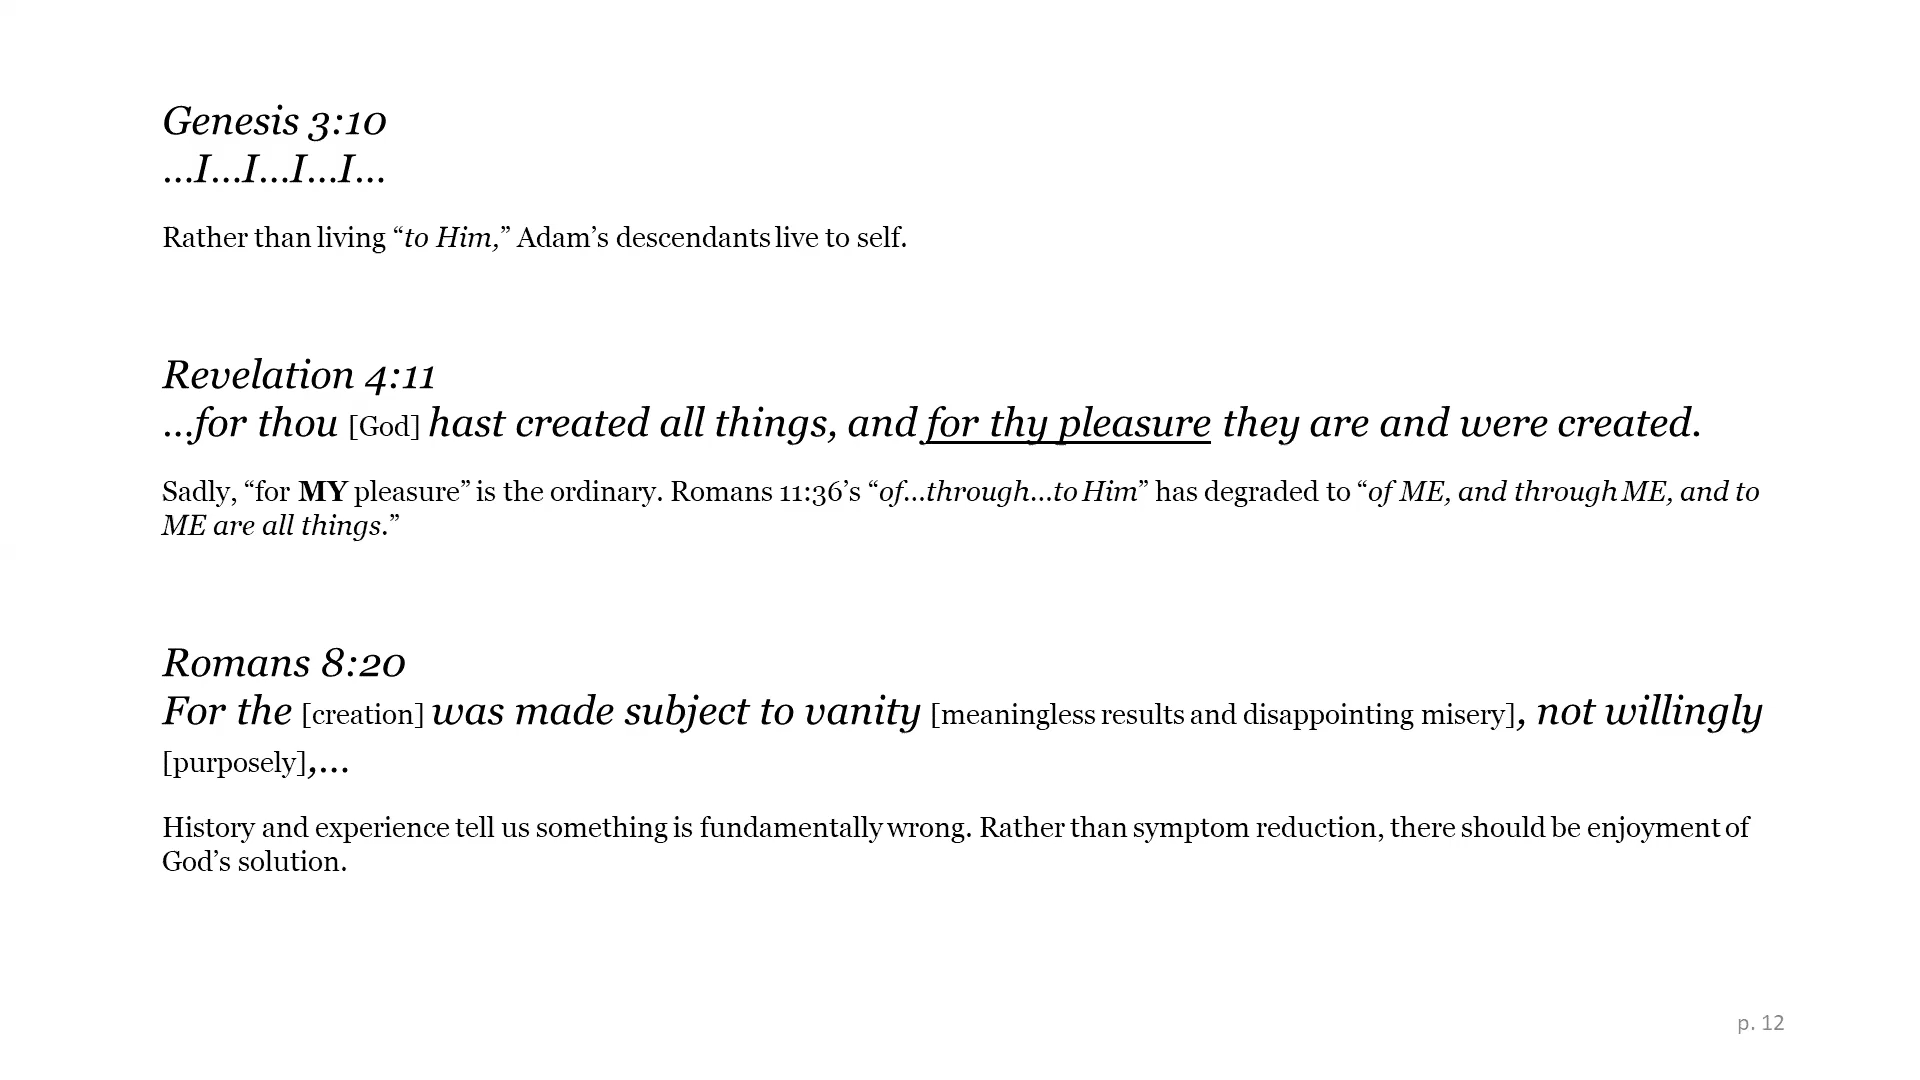 Genesis 3:10
…I…I…I…I…
Rather than living “to Him,” Adam’s descendants live to self.
Revelation 4:11
…for thou [God] hast created all things, and for thy pleasure they are and were created.
Sadly, “for MY pleasure” is the ordinary. Romans 11:36’s “of…through…to Him” has degraded to “of ME, and through ME, and to
ME are all things.”
Romans 8:20
For the [creation] was made subject to vanity [meaningless results and disappointing misery], not willingly
[purposely],…
History and experience tell us something is fundamentally wrong. Rather than symptom reduction, there should be enjoyment of
God’s solution.
p. 12